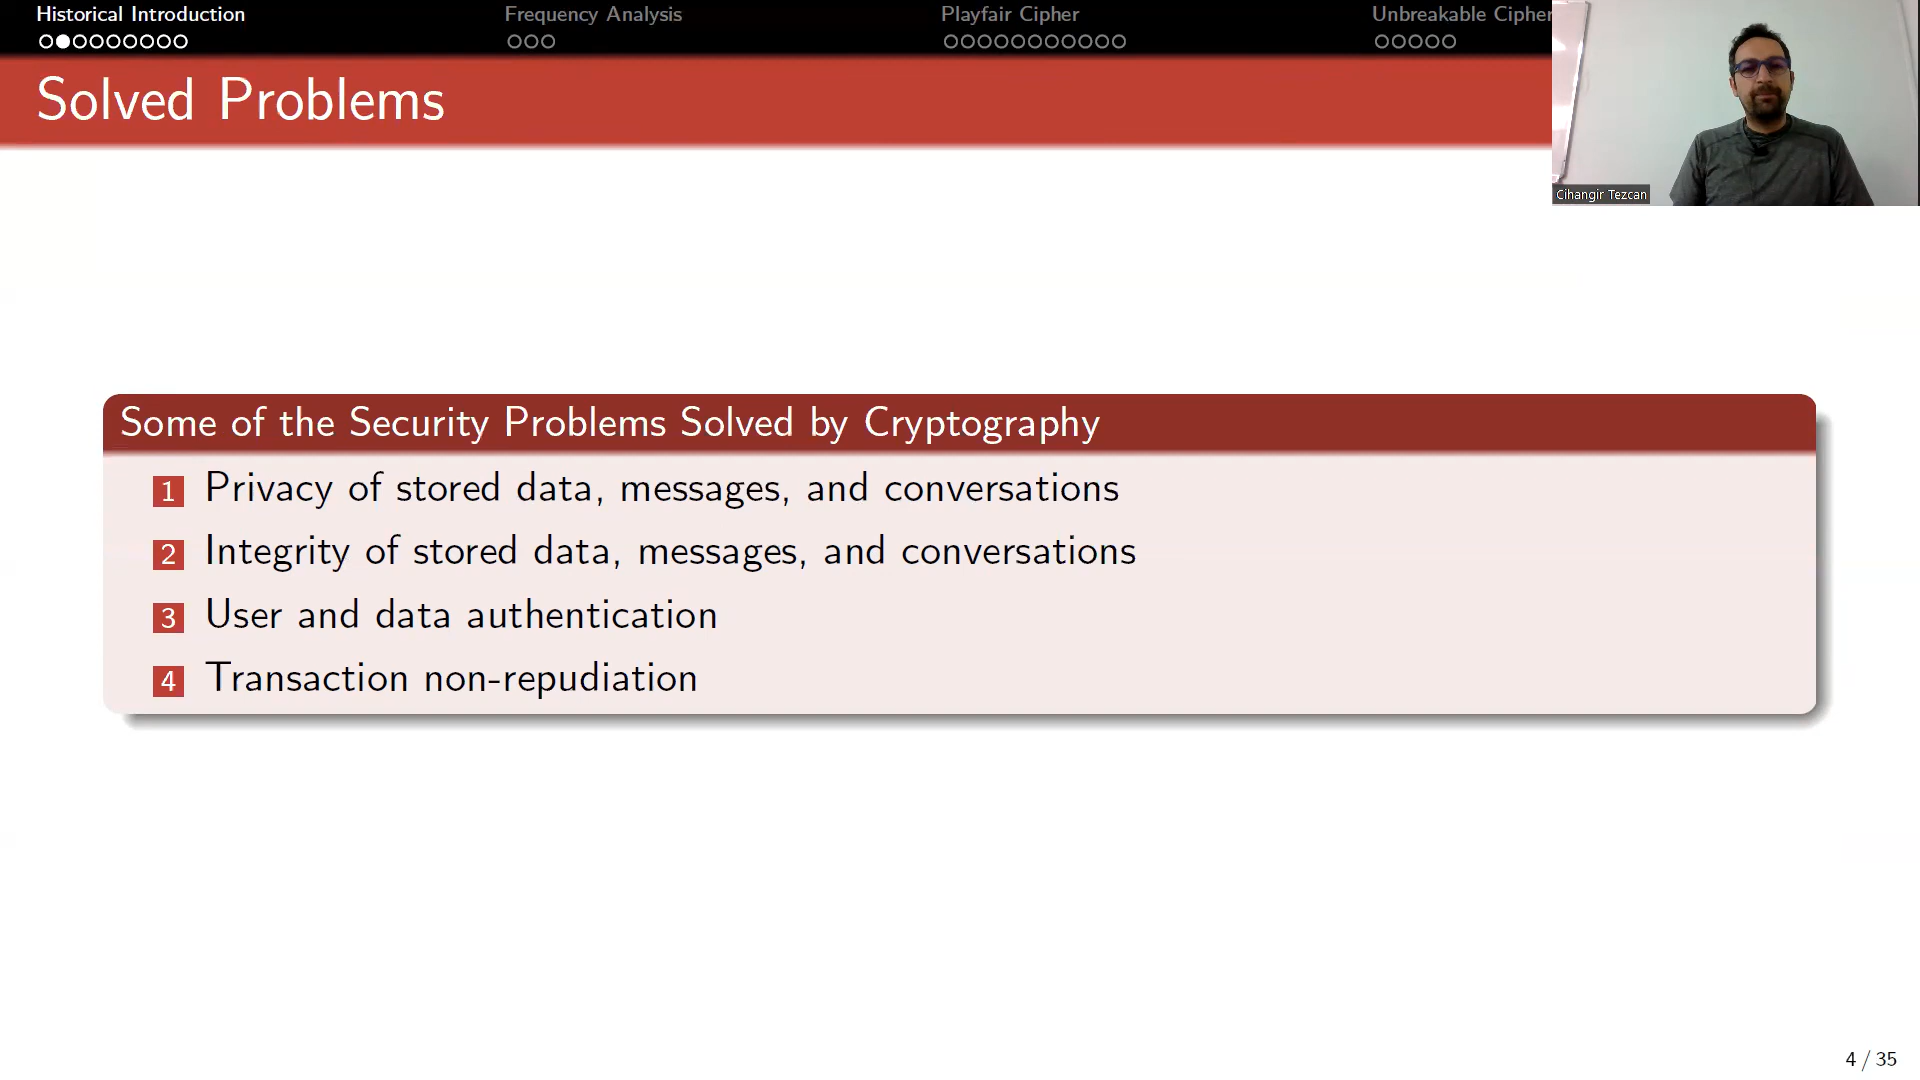 Historical Introduction
Frequency Analysis
Playfair Cipher
Unbreakable Cipher
Solved Problems
Cihangir Tezcan
Some of the Security Problems Solved by Cryptography
1 Privacy of stored data, messages, and conversations
2 Integrity of stored data, messages, and conversations
3 User and data authentication
4 Transaction non-repudiation
4 / 35